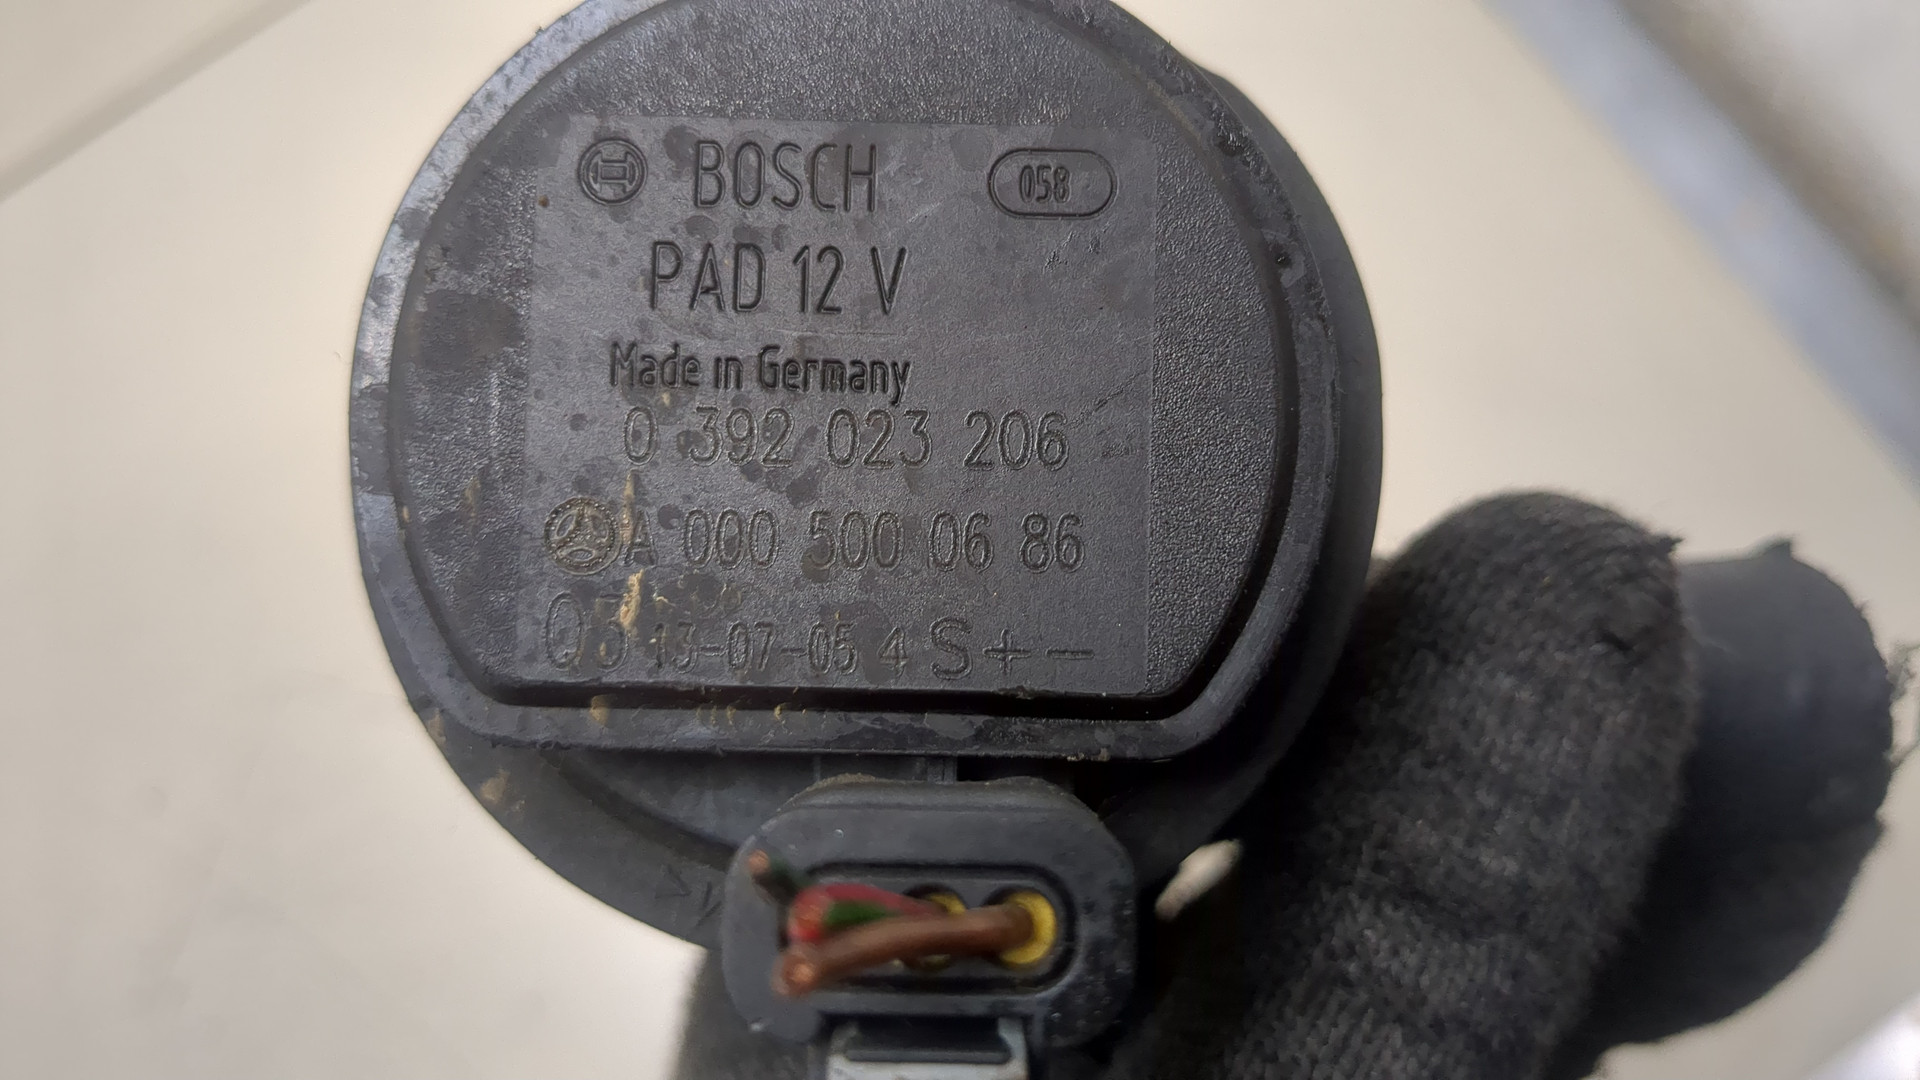 BOSCH 058
PAD 12 V
Made in Germany
0 392 023 206
A 000 500 06 86
Q3 13-07-05 4 S + -